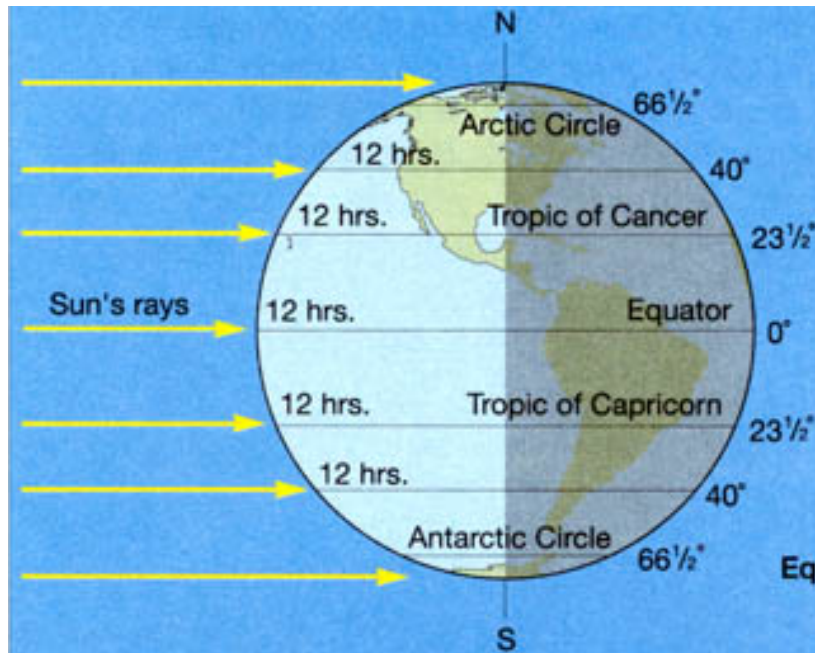 N
66½°
Arctic Circle
12 hrs.
40°
12 hrs.
Tropic of Cancer
23½°
Sun's rays
12 hrs.
Equator
0°
12 hrs.
Tropic of Capricorn
23½°
12 hrs.
40°
Antarctic Circle
66½°
Eq
S